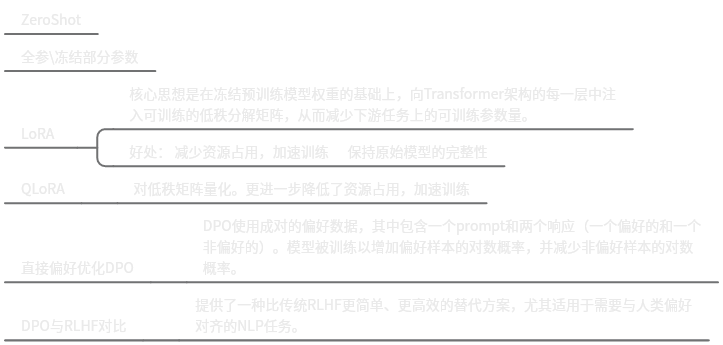 ZeroShot
全参\冻结部分参数
核心思想是在冻结预训练模型权重的基础上，向Transformer架构的每一层中注
入可训练的低秩分解矩阵，从而减少下游任务上的可训练参数量。
LoRA
好处： 减少资源占用，加速训练 保持原始模型的完整性
QLoRA 对低秩矩阵量化。更进一步降低了资源占用，加速训练
DPO使用成对的偏好数据，其中包含一个prompt和两个响应（一个偏好的和一个
非偏好的）。模型被训练以增加偏好样本的对数概率，并减少非偏好样本的对数
概率。
直接偏好优化DPO
提供了一种比传统RLHF更简单、更高效的替代方案，尤其适用于需要与人类偏好
对齐的NLP任务。
DPO与RLHF对比